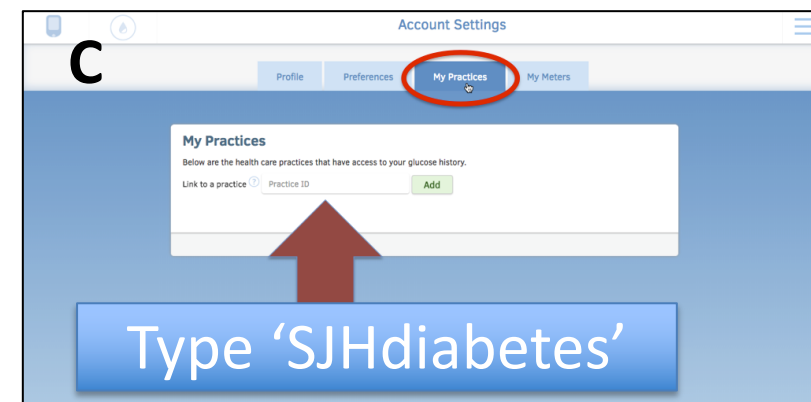 Account Settings
C
Profile Preferences My Practices My Meters
My Practices
Below are the health care practices that have access to your glucose history.
Link to a practice ? Practice ID Add
Type ‘SJHdiabetes’